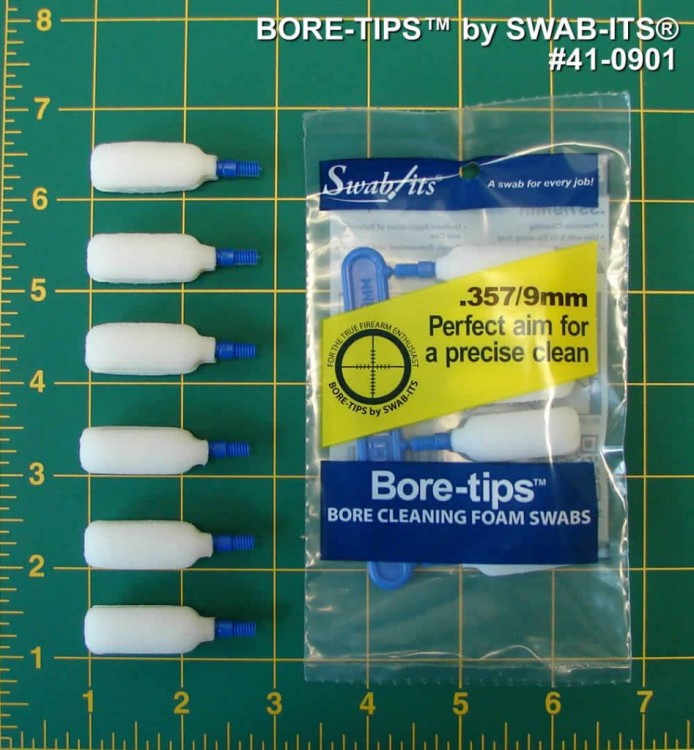 BORE-TIPS™ by SWAB-ITS®
#41-0901
8
7
6
5
4
3
2
1
1 2 3 4 5 6 7
Swab-its®
A swab for every job!
.357/9mm
Perfect aim for
a precise clean
FOR THE TRUE FIREARM ENTHUSIAST
BORE-TIPS by SWAB-ITS
Bore-tips™
BORE CLEANING FOAM SWABS